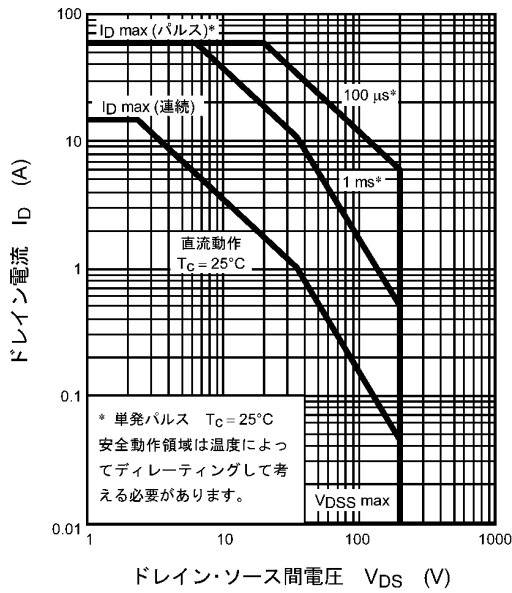 100
10
1
0.1
0.01
ドレイン電流 ID (A)
ID max (パルス)*
ID max (連続)
100 μs*
1 ms*
直流動作
Tc = 25°C
* 単発パルス Tc = 25°C
安全動作領域は温度によっ
てディレーティングして考
える必要があります。
VDSS max
1
10
100
1000
ドレイン・ソース間電圧 VDS (V)